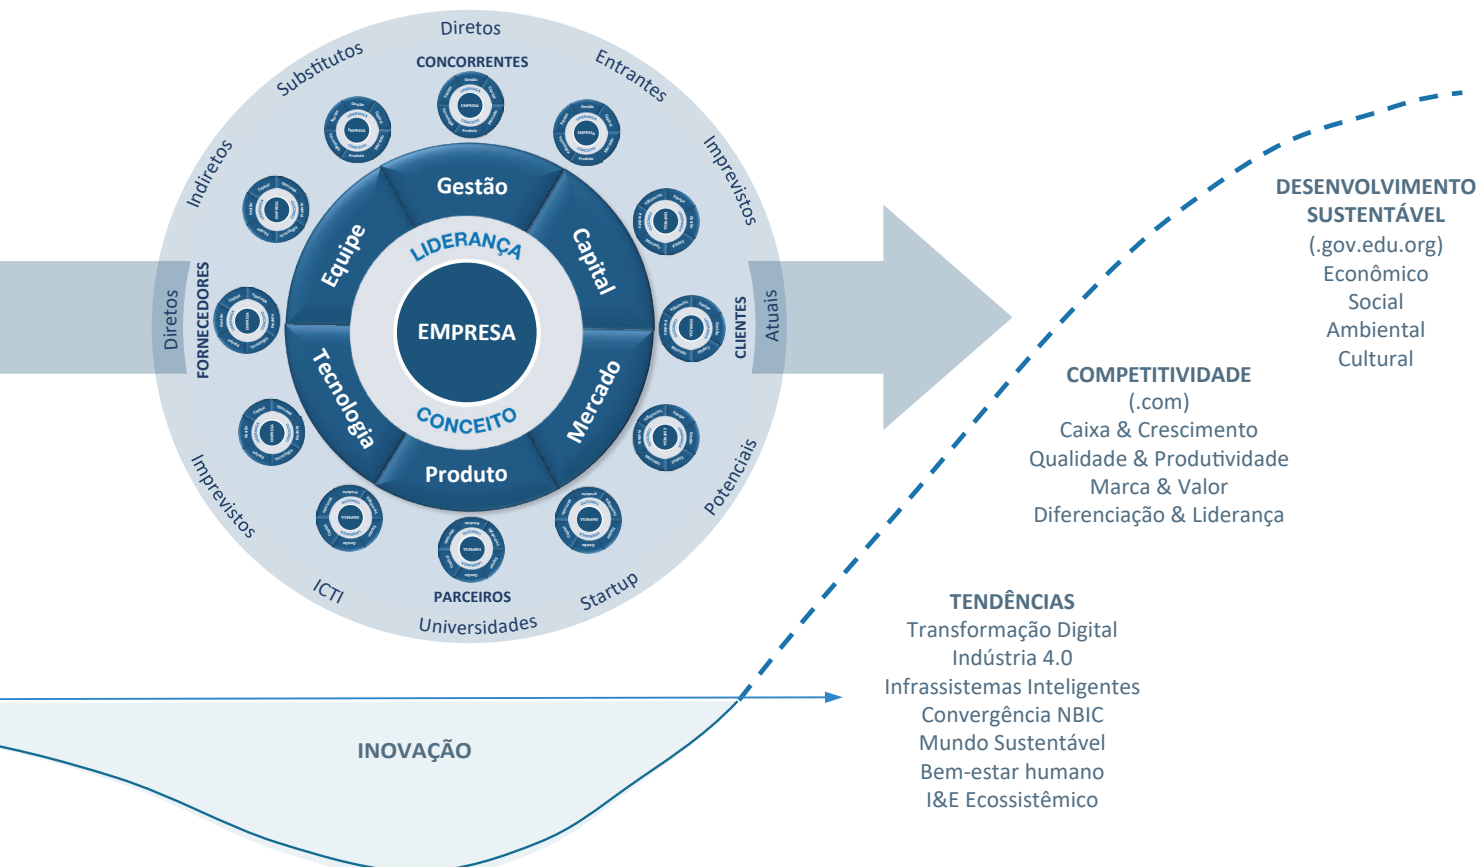 Diretos
CONCORRENTES
Substitutos
Entrantes
Indiretos
Imprevistos
Gestão
Equipe
Capital
LIDERANÇA
EMPRESA
CONCEITO
Tecnologia
Mercado
Produto
Diretos
FORNECEDORES
CLIENTES
Atuais
Imprevistos
Potenciais
ICTI
PARCEIROS
Universidades
Startup
INOVAÇÃO
DESENVOLVIMENTO
SUSTENTÁVEL
(.gov.edu.org)
Econômico
Social
Ambiental
Cultural
COMPETITIVIDADE
(.com)
Caixa & Crescimento
Qualidade & Produtividade
Marca & Valor
Diferenciação & Liderança
TENDÊNCIAS
Transformação Digital
Indústria 4.0
Infrassistemas Inteligentes
Convergência NBIC
Mundo Sustentável
Bem-estar humano
I&E Ecossistêmico